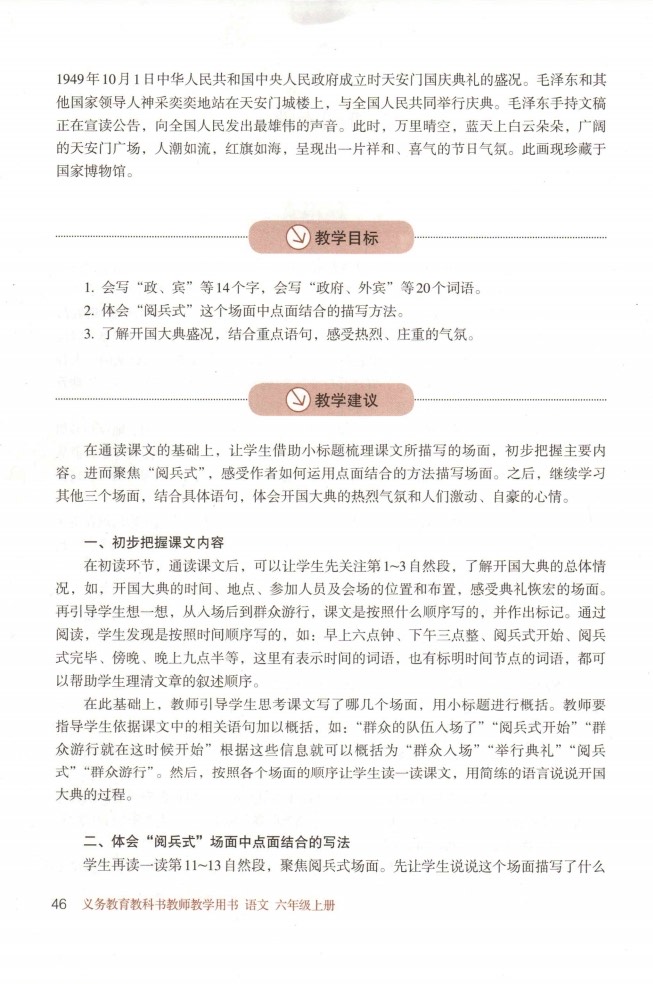 1949年10月1日中华人民共和国中央人民政府成立时天安门国庆典礼的盛况。毛泽东和其
他国家领导人神采奕奕地站在天安门城楼上，与全国人民共同举行庆典。毛泽东手持文稿
正在宣读公告，向全国人民发出最雄伟的声音。此时，万里晴空，蓝天上白云朵朵，广阔
的天安门广场，人潮如流，红旗如海，呈现出一片祥和、喜气的节日气氛。此画现珍藏于
国家博物馆。
教学目标
1. 会写“政、宾”等14个字，会写“政府、外宾”等20个词语。
2. 体会“阅兵式”这个场面中点面结合的描写方法。
3. 了解开国大典盛况，结合重点语句，感受热烈、庄重的气氛。
教学建议
在通读课文的基础上，让学生借助小标题梳理课文所描写的场面，初步把握主要内
容。进而聚焦“阅兵式”，感受作者如何运用点面结合的方法描写场面。之后，继续学习
其他三个场面，结合具体语句，体会开国大典的热烈气氛和人们激动、自豪的心情。
一、初步把握课文内容
在初读环节，通读课文后，可以让学生先关注第1~3自然段，了解开国大典的总体情
况，如，开国大典的时间、地点、参加人员及会场的位置和布置，感受典礼恢宏的场面。
再引导学生想一想，从入场后到群众游行，课文是按照什么顺序写的，并作出标记。通过
阅读，学生发现是按照时间顺序写的，如：早上六点钟、下午三点整、阅兵式开始、阅兵
式完毕、傍晚、晚上九点半等，这里有表示时间的词语，也有标明时间节点的词语，都可
以帮助学生理清文章的叙述顺序。
在此基础上，教师引导学生思考课文写了哪几个场面，用小标题进行概括。教师要
指导学生依据课文中的相关语句加以概括，如：“群众的队伍入场了”“阅兵式开始”“群
众游行就在这时候开始”根据这些信息就可以概括为“群众入场”“举行典礼”“阅兵
式”“群众游行”。然后，按照各个场面的顺序让学生读一读课文，用简练的语言说说开国
大典的过程。
二、体会“阅兵式”场面中点面结合的写法
学生再读一读第11~13自然段，聚焦阅兵式场面。先让学生说说这个场面描写了什么
46 义务教育教科书教师教学用书 语文 六年级上册